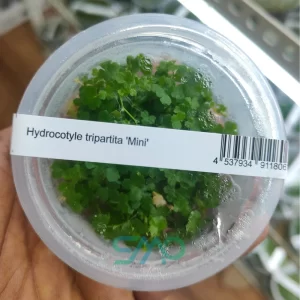 Hydrocotyle tripartita 'Mini'
4 537934 911806